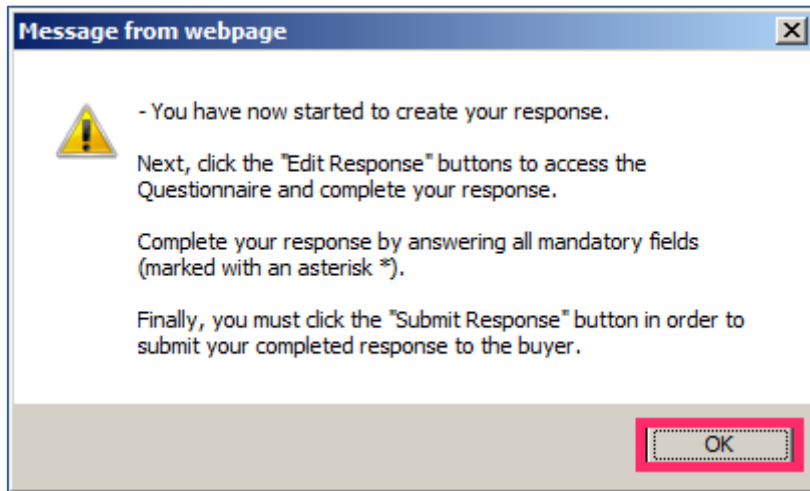 Message from webpage
- You have now started to create your response.
Next, click the "Edit Response" buttons to access the
Questionnaire and complete your response.
Complete your response by answering all mandatory fields
(marked with an asterisk *).
Finally, you must click the "Submit Response" button in order to
submit your completed response to the buyer.
OK